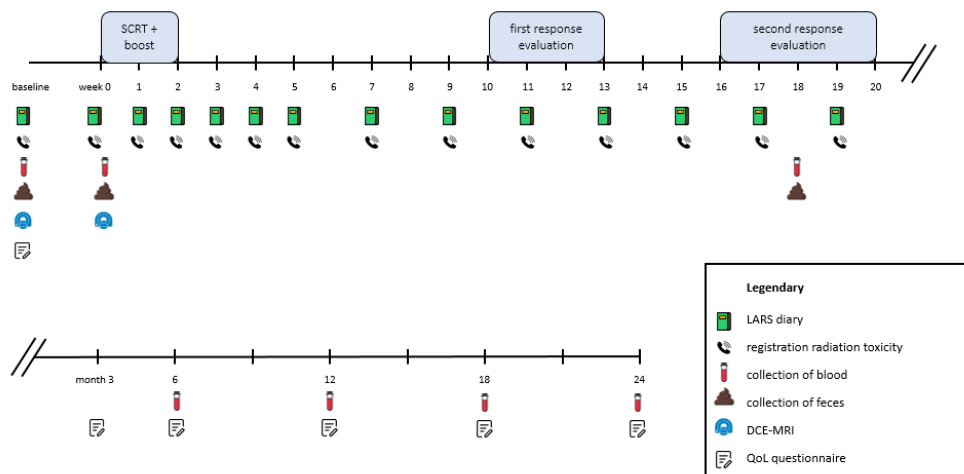 SCRT +
boost
first response
evaluation
second response
evaluation
baseline week 0 1 2 3 4 5 6 7 8 9 10 11 12 13 14 15 16 17 18 19 20
Legendary
LARS diary
registration radiation toxicity
collection of blood
collection of feces
DCE-MRI
QoL questionnaire
month 3 6 12 18 24